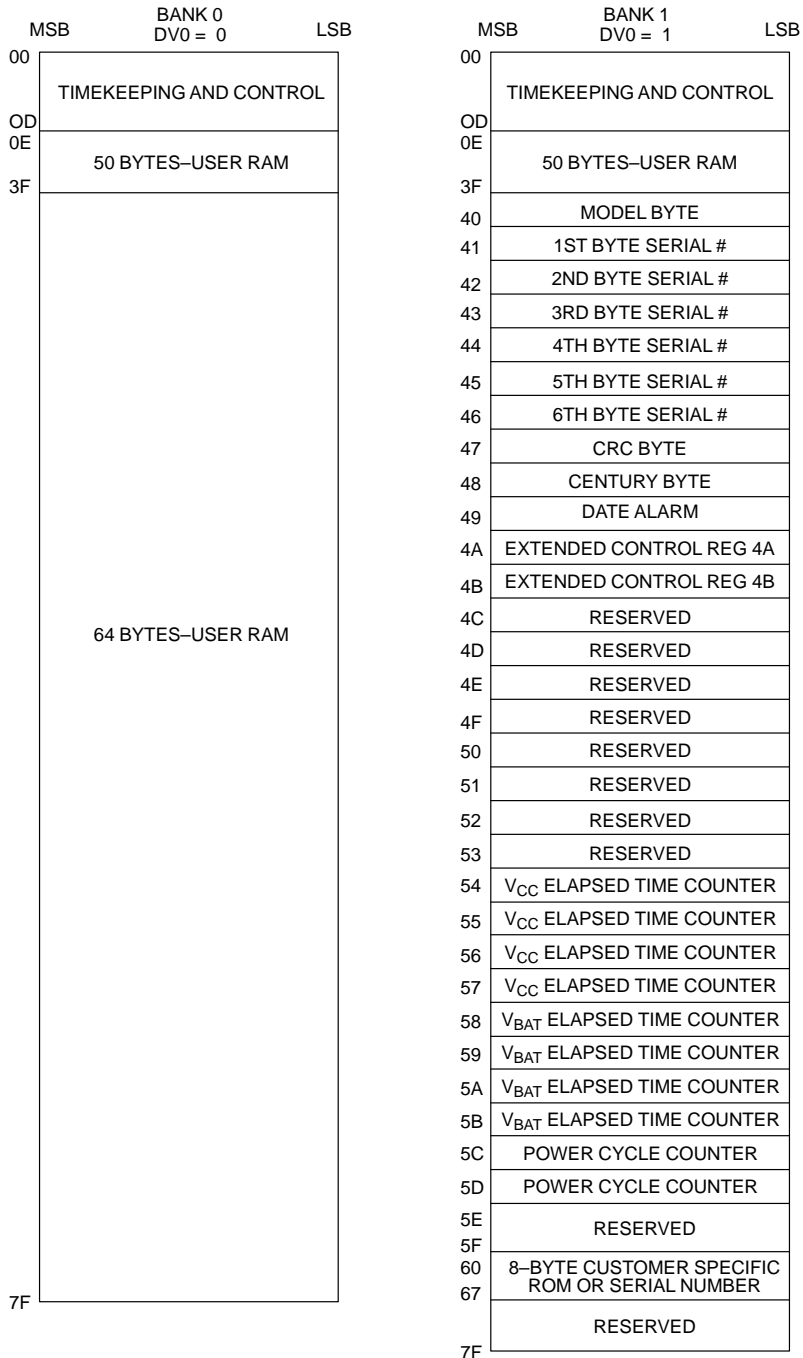 BANK 0
MSB DV0 = 0 LSB
00
TIMEKEEPING AND CONTROL
OD
0E
50 BYTES–USER RAM
3F
64 BYTES–USER RAM
7F
BANK 1
MSB DV0 = 1 LSB
00
TIMEKEEPING AND CONTROL
OD
0E
50 BYTES–USER RAM
3F
40 MODEL BYTE
41 1ST BYTE SERIAL #
42 2ND BYTE SERIAL #
43 3RD BYTE SERIAL #
44 4TH BYTE SERIAL #
45 5TH BYTE SERIAL #
46 6TH BYTE SERIAL #
47 CRC BYTE
48 CENTURY BYTE
49 DATE ALARM
4A EXTENDED CONTROL REG 4A
4B EXTENDED CONTROL REG 4B
4C RESERVED
4D RESERVED
4E RESERVED
4F RESERVED
50 RESERVED
51 RESERVED
52 RESERVED
53 RESERVED
54 VCC ELAPSED TIME COUNTER
55 VCC ELAPSED TIME COUNTER
56 VCC ELAPSED TIME COUNTER
57 VCC ELAPSED TIME COUNTER
58 VBAT ELAPSED TIME COUNTER
59 VBAT ELAPSED TIME COUNTER
5A VBAT ELAPSED TIME COUNTER
5B VBAT ELAPSED TIME COUNTER
5C POWER CYCLE COUNTER
5D POWER CYCLE COUNTER
5E
RESERVED
5F
60 8–BYTE CUSTOMER SPECIFIC
67 ROM OR SERIAL NUMBER
RESERVED
7F